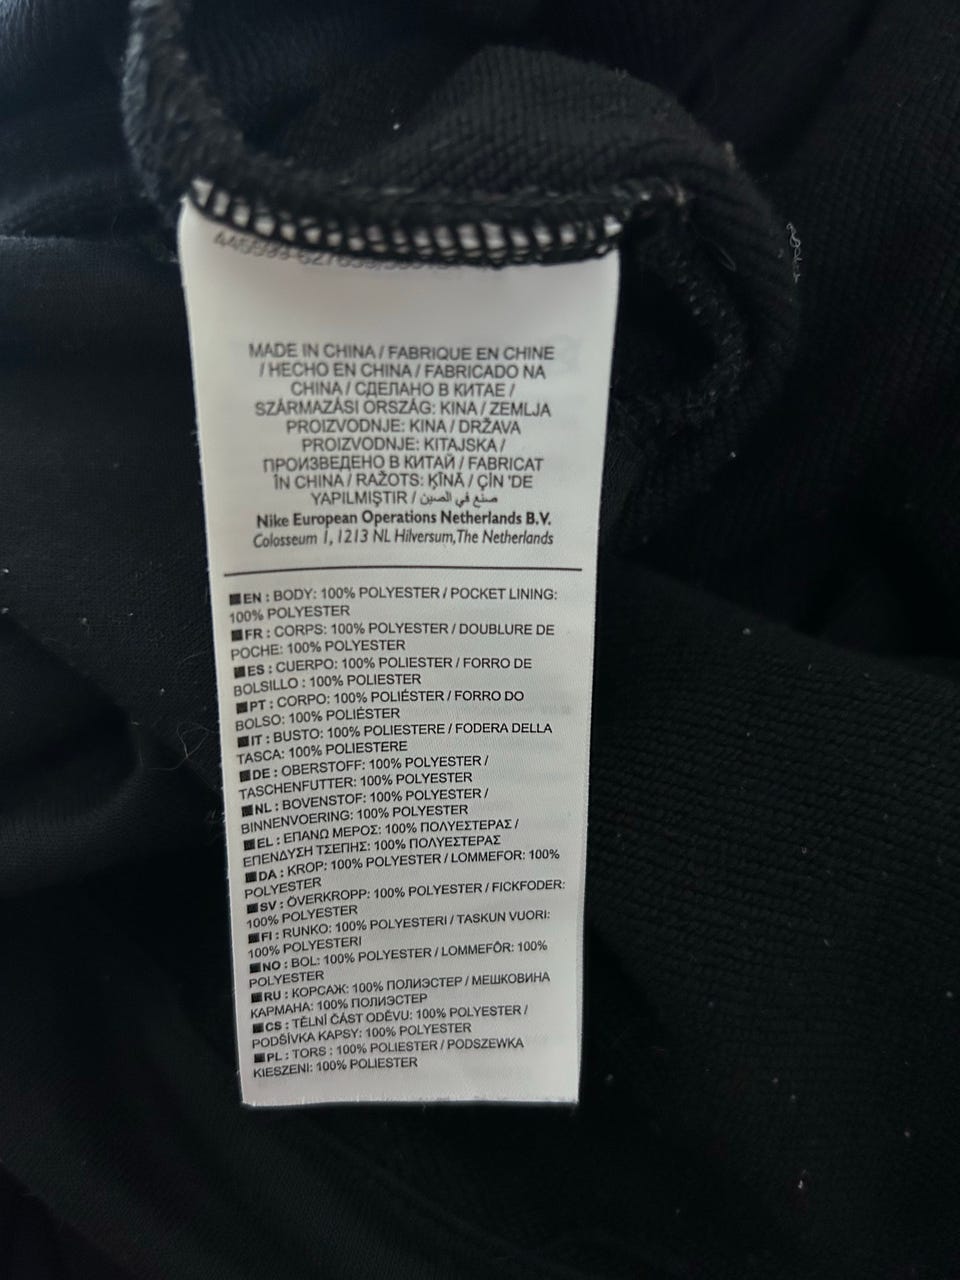 MADE IN CHINA / FABRIQUE EN CHINE
/ HECHO EN CHINA / FABRICADO NA
CHINA / СДЕЛАНО В КИТАЕ /
SZÁRMAZÁSI ORSZÁG: KINA / ZEMLJA
PROIZVODNJE: KINA / DRŽAVA
PROIZVODNJE: KITAJSKA /
ПРОИЗВЕДЕНО В КИТАЙ / FABRICAT
ÎN CHINA / RAŽOTS: ĶĪNĀ / ÇİN 'DE
YAPILMIŞTIR / صنع في الصين
Nike European Operations Netherlands B.V.
Colosseum 1, 1213 NL Hilversum, The Netherlands
EN : BODY: 100% POLYESTER / POCKET LINING:
100% POLYESTER
FR : CORPS: 100% POLYESTER / DOUBLURE DE
POCHE: 100% POLYESTER
ES : CUERPO: 100% POLIESTER / FORRO DE
BOLSILLO : 100% POLIESTER
PT : CORPO: 100% POLIÉSTER / FORRO DO
BOLSO: 100% POLIÉSTER
IT : BUSTO: 100% POLIESTERE / FODERA DELLA
TASCA: 100% POLIESTERE
DE : OBERSTOFF: 100% POLYESTER /
TASCHENFUTTER: 100% POLYESTER
NL : BOVENSTOF: 100% POLYESTER /
BINNENVOERING: 100% POLYESTER
EL : ΕΠΑΝΩ ΜΕΡΟΣ: 100% ΠΟΛΥΕΣΤΕΡΑΣ /
ΕΠΕΝΔΥΣΗ ΤΣΕΠΗΣ: 100% ΠΟΛΥΕΣΤΕΡΑΣ
DA : KROP: 100% POLYESTER / LOMMEFOR: 100%
POLYESTER
SV : ÖVERKROPP: 100% POLYESTER / FICKFODER:
100% POLYESTER
FI : RUNKO: 100% POLYESTERI / TASKUN VUORI:
100% POLYESTERI
NO : BOL: 100% POLYESTER / LOMMEFÔR: 100%
POLYESTER
RU : КОРСАЖ: 100% ПОЛИЭСТЕР / МЕШКОВИНА
КАРМАНА: 100% ПОЛИЭСТЕР
CS : TĚLNÍ ČÁST ODĚVU: 100% POLYESTER /
PODŠÍVKA KAPSY: 100% POLYESTER
PL : TORS : 100% POLIESTER / PODSZEWKA
KIESZENI: 100% POLIESTER